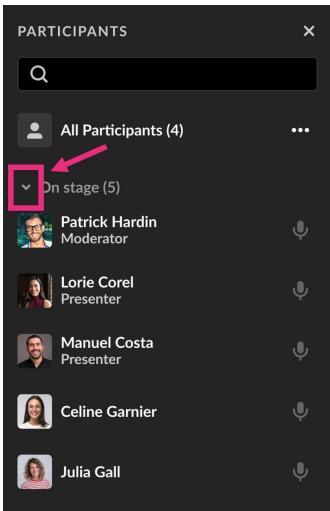 PARTICIPANTS
All Participants (4)
On stage (5)
Patrick Hardin
Moderator
Lorie Corel
Presenter
Manuel Costa
Presenter
Celine Garnier
Julia Gall